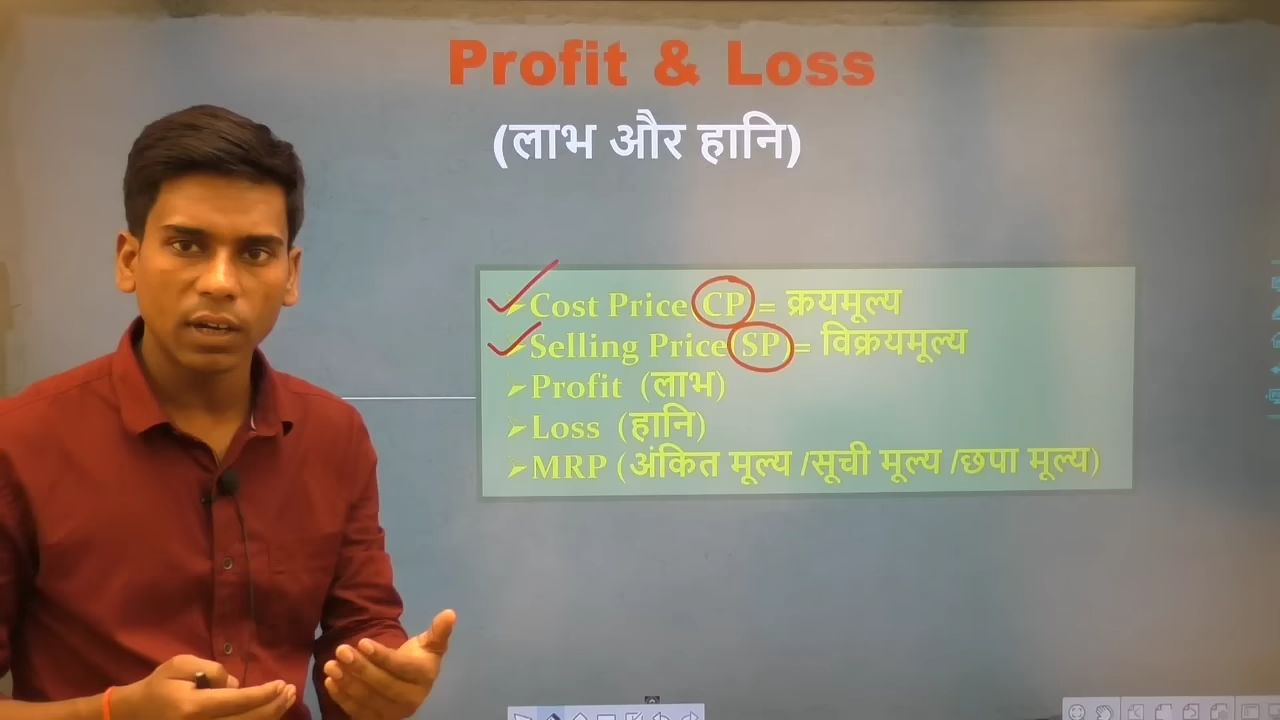 Profit & Loss
(लाभ और हानि)
➢Cost Price(CP)= क्रयमूल्य
➢Selling Price(SP)= विक्रयमूल्य
➢Profit (लाभ)
➢Loss (हानि)
➢MRP (अंकित मूल्य /सूची मूल्य /छपा मूल्य)